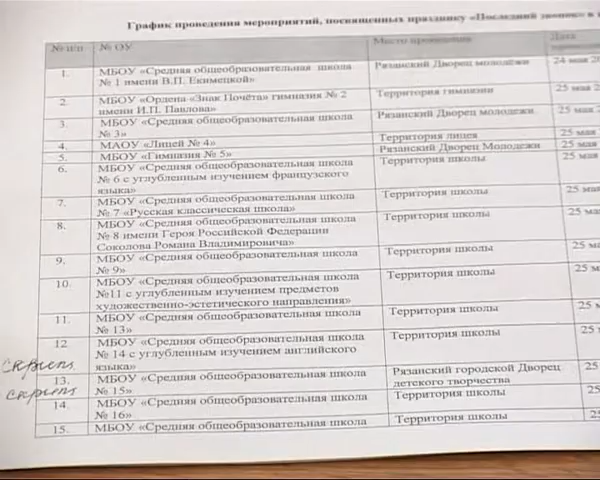 График проведения мероприятий, посвященных празднику «Последний звонок» в
№ п/п № ОУ Место проведения Дата
1. МБОУ «Средняя общеобразовательная школа Рязанский Дворец молодёжи 24 мая 20
№ 1 имени В.П. Екимецкой»
2. МБОУ «Ордена «Знак Почёта» гимназия № 2 Территория гимназии 25 мая 2
имени И.П. Павлова»
3. МБОУ «Средняя общеобразовательная школа Рязанский Дворец молодежи 25 мая
№ 3»
4. МАОУ «Лицей № 4» Территория лицея 25 мая
5. МБОУ «Гимназия № 5» Рязанский Дворец Молодежи 25 мая
6. МБОУ «Средняя общеобразовательная школа Территория школы 25 мая
№ 6 с углубленным изучением французского
языка»
7. МБОУ «Средняя общеобразовательная школа Территория школы 25 мая
№ 7 «Русская классическая школа»
8. МБОУ «Средняя общеобразовательная школа Территория школы 25 ма
№ 8 имени Героя Российской Федерации
Соколова Романа Владимировича»
9. МБОУ «Средняя общеобразовательная школа Территория школы 25 ма
№ 9»
10. МБОУ «Средняя общеобразовательная школа Территория школы 25 м
№11 с углубленным изучением предметов
художественно-эстетического направления»
11. МБОУ «Средняя общеобразовательная школа Территория школы 25 м
№ 13»
12 МБОУ «Средняя общеобразовательная школа Территория школы 25 м
№ 14 с углубленным изучением английского
языка»
13. МБОУ «Средняя общеобразовательная школа Рязанский городской Дворец 25
№ 15» детского творчества
14. МБОУ «Средняя общеобразовательная школа Территория школы 25
№ 16»
15. МБОУ «Средняя общеобразовательная школа Территория школы 25